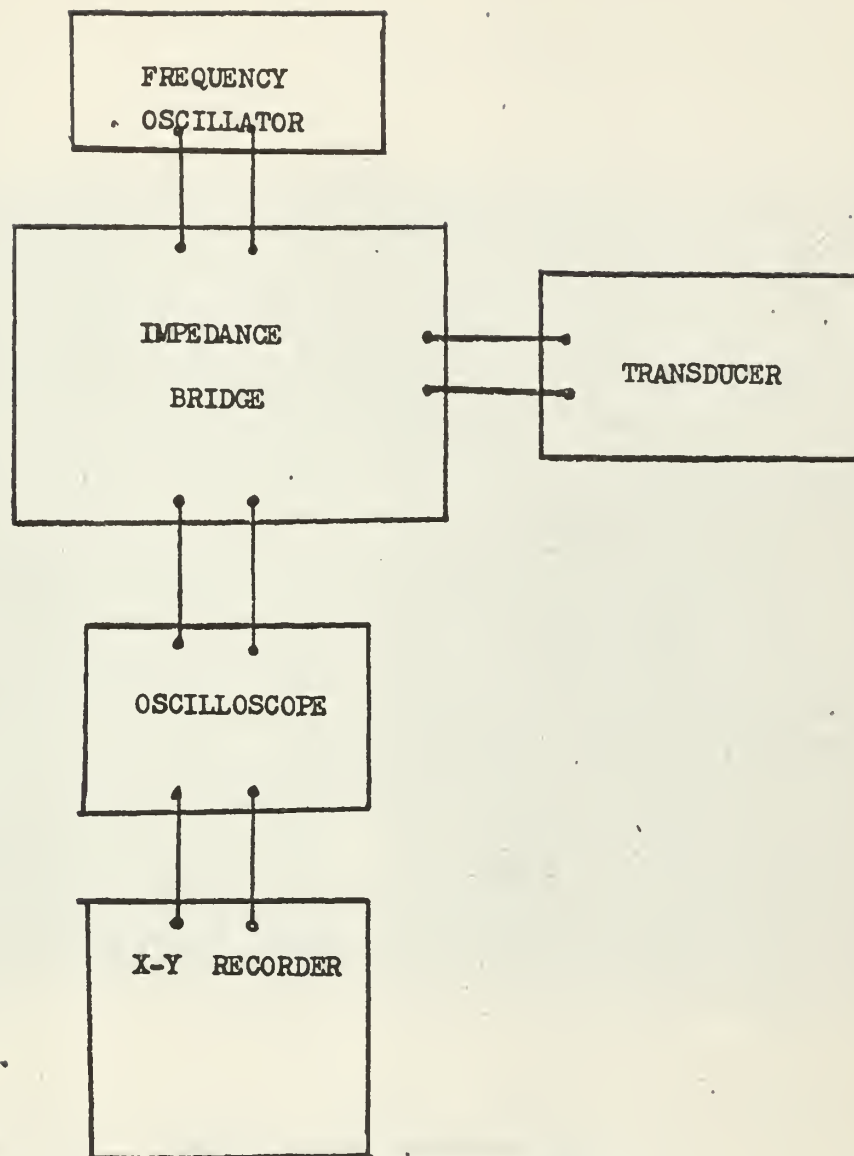 FREQUENCY
OSCILLATOR
IMPEDANCE
BRIDGE
TRANSDUCER
OSCILLOSCOPE
X-Y RECORDER